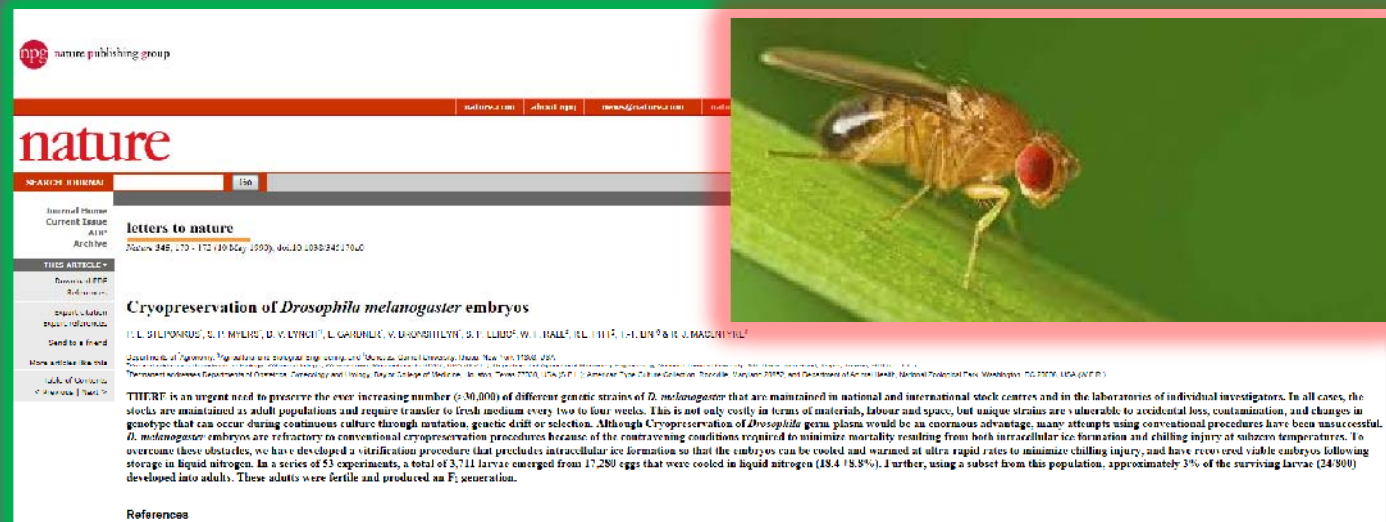 npg nature publishing group
nature.com about npg news@nature.com
nature
SEARCH JOURNAL Go
Journal Home
Current Issue
AOP
Archive
THIS ARTICLE
Download PDF
References
Export citation
Export references
Send to a friend
More articles like this
Table of Contents
< Previous | Next >
letters to nature
Nature 345, 170 - 172 (10 May 1990);
Cryopreservation of Drosophila melanogaster embryos
THERE is an urgent need to preserve the ever increasing number (>30,000) of different genetic strains of D. melanogaster that are maintained in national and international stock centres and in the laboratories of individual investigators. In all cases, the
stocks are maintained as adult populations and require transfer to fresh medium every two to four weeks. This is not only costly in terms of materials, labour and space, but unique strains are vulnerable to accidental loss, contamination, and changes in
genotype that can occur during continuous culture through mutation, genetic drift or selection. Although Cryopreservation of Drosophila germ plasm would be an enormous advantage, many attempts using conventional procedures have been unsuccessful.
D. melanogaster embryos are refractory to conventional cryopreservation procedures because of the contravening conditions required to minimize mortality resulting from both intracellular ice formation and chilling injury at subzero temperatures. To
overcome these obstacles, we have developed a vitrification procedure that precludes intracellular ice formation so that the embryos can be cooled and warmed at ultra rapid rates to minimize chilling injury, and have recovered viable embryos following
storage in liquid nitrogen. In a series of 53 experiments, a total of 3,711 larvae emerged from 17,280 eggs that were cooled in liquid nitrogen (18.4 ±8.8%). Further, using a subset from this population, approximately 3% of the surviving larvae (24/800)
developed into adults. These adults were fertile and produced an F1 generation.
References